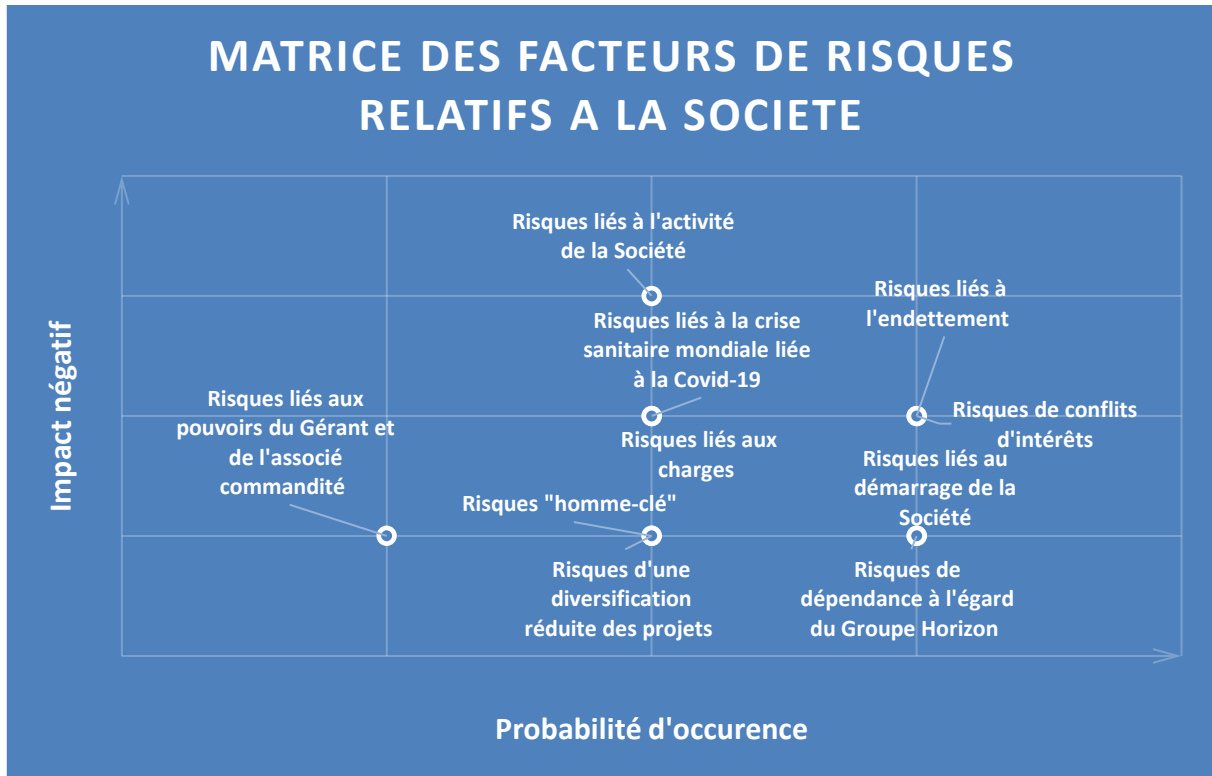 MATRICE DES FACTEURS DE RISQUES
RELATIFS A LA SOCIETE
Impact négatif
Risques liés à l'activité
de la Société
Risques liés à la crise
sanitaire mondiale liée
à la Covid-19
Risques liés à
l'endettement
Risques liés aux
pouvoirs du Gérant et
de l'associé
commandité
Risques liés aux
charges
Risques de conflits
d'intérêts
Risques "homme-clé"
Risques liés au
démarrage de la
Société
Risques d'une
diversification
réduite des projets
Risques de
dépendance à l'égard
du Groupe Horizon
Probabilité d'occurence